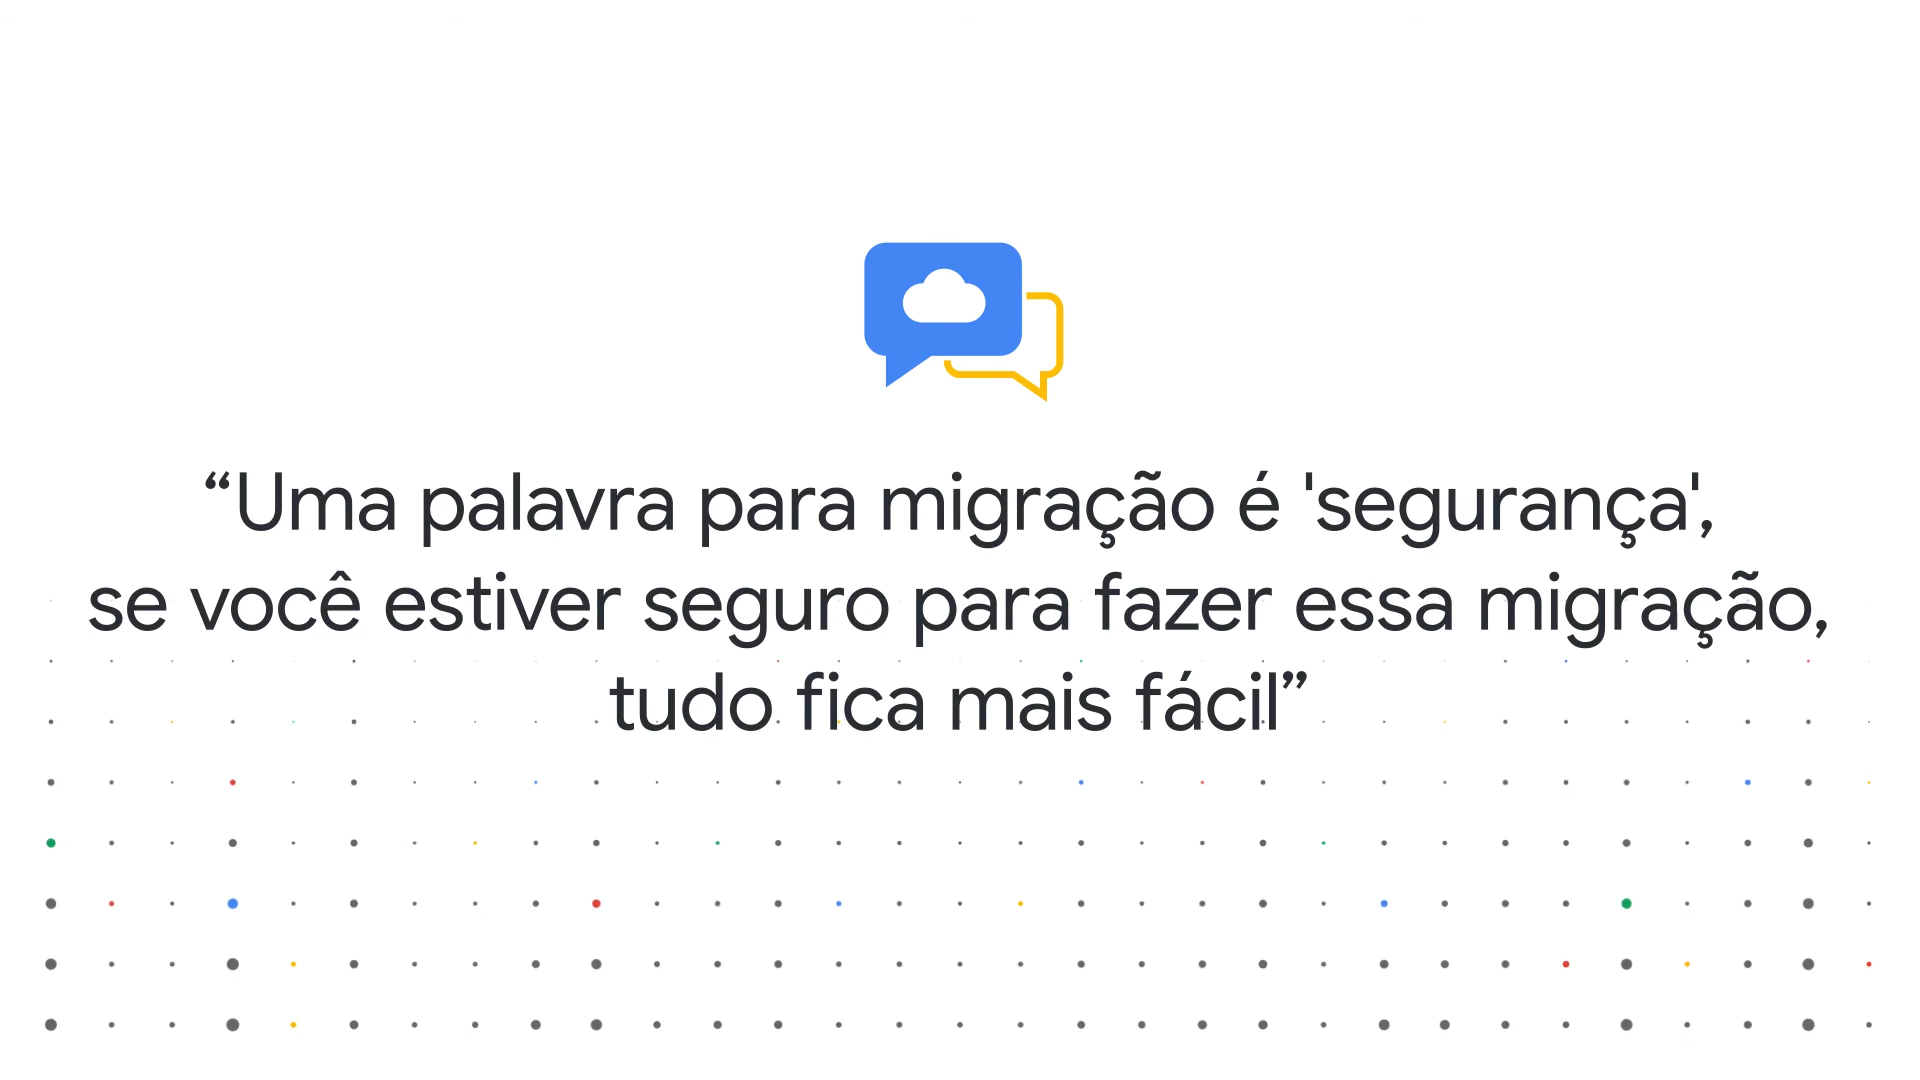 “Uma palavra para migração é 'segurança',
se você estiver seguro para fazer essa migração,
tudo fica mais fácil”